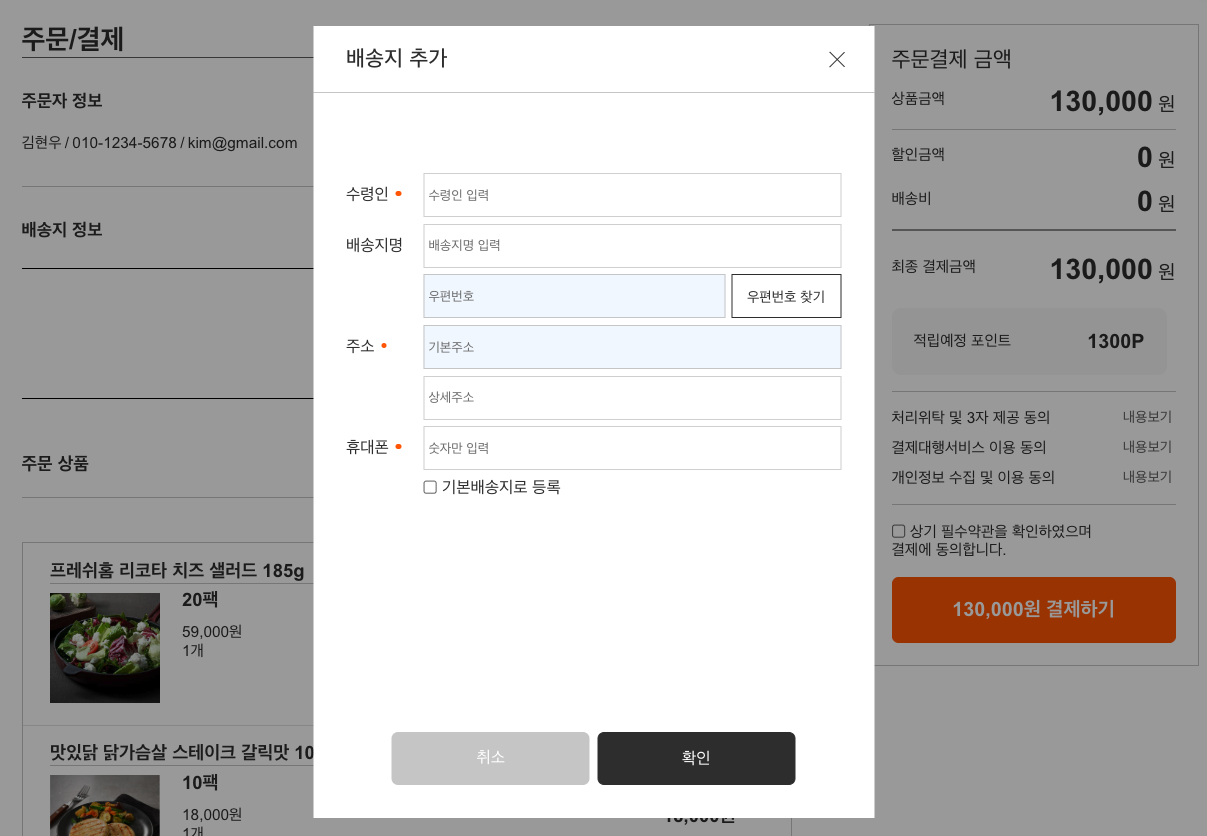 주문/결제
주문자 정보
김현우 / 010-1234-5678 / kim@gmail.com
배송지 정보
주문 상품
프레쉬홈 리코타 치즈 샐러드 185g
20팩
59,000원
1개
맛있닭 닭가슴살 스테이크 갈릭맛 10
10팩
18,000원
1개
배송지 추가
수령인
수령인 입력
배송지명
배송지명 입력
우편번호
우편번호 찾기
주소
기본주소
상세주소
휴대폰
숫자만 입력
기본배송지로 등록
취소
확인
주문결제 금액
상품금액 130,000 원
할인금액 0 원
배송비 0 원
최종 결제금액 130,000 원
적립예정 포인트 1300P
처리위탁 및 3자 제공 동의 내용보기
결제대행서비스 이용 동의 내용보기
개인정보 수집 및 이용 동의 내용보기
상기 필수약관을 확인하였으며
결제에 동의합니다.
130,000원 결제하기